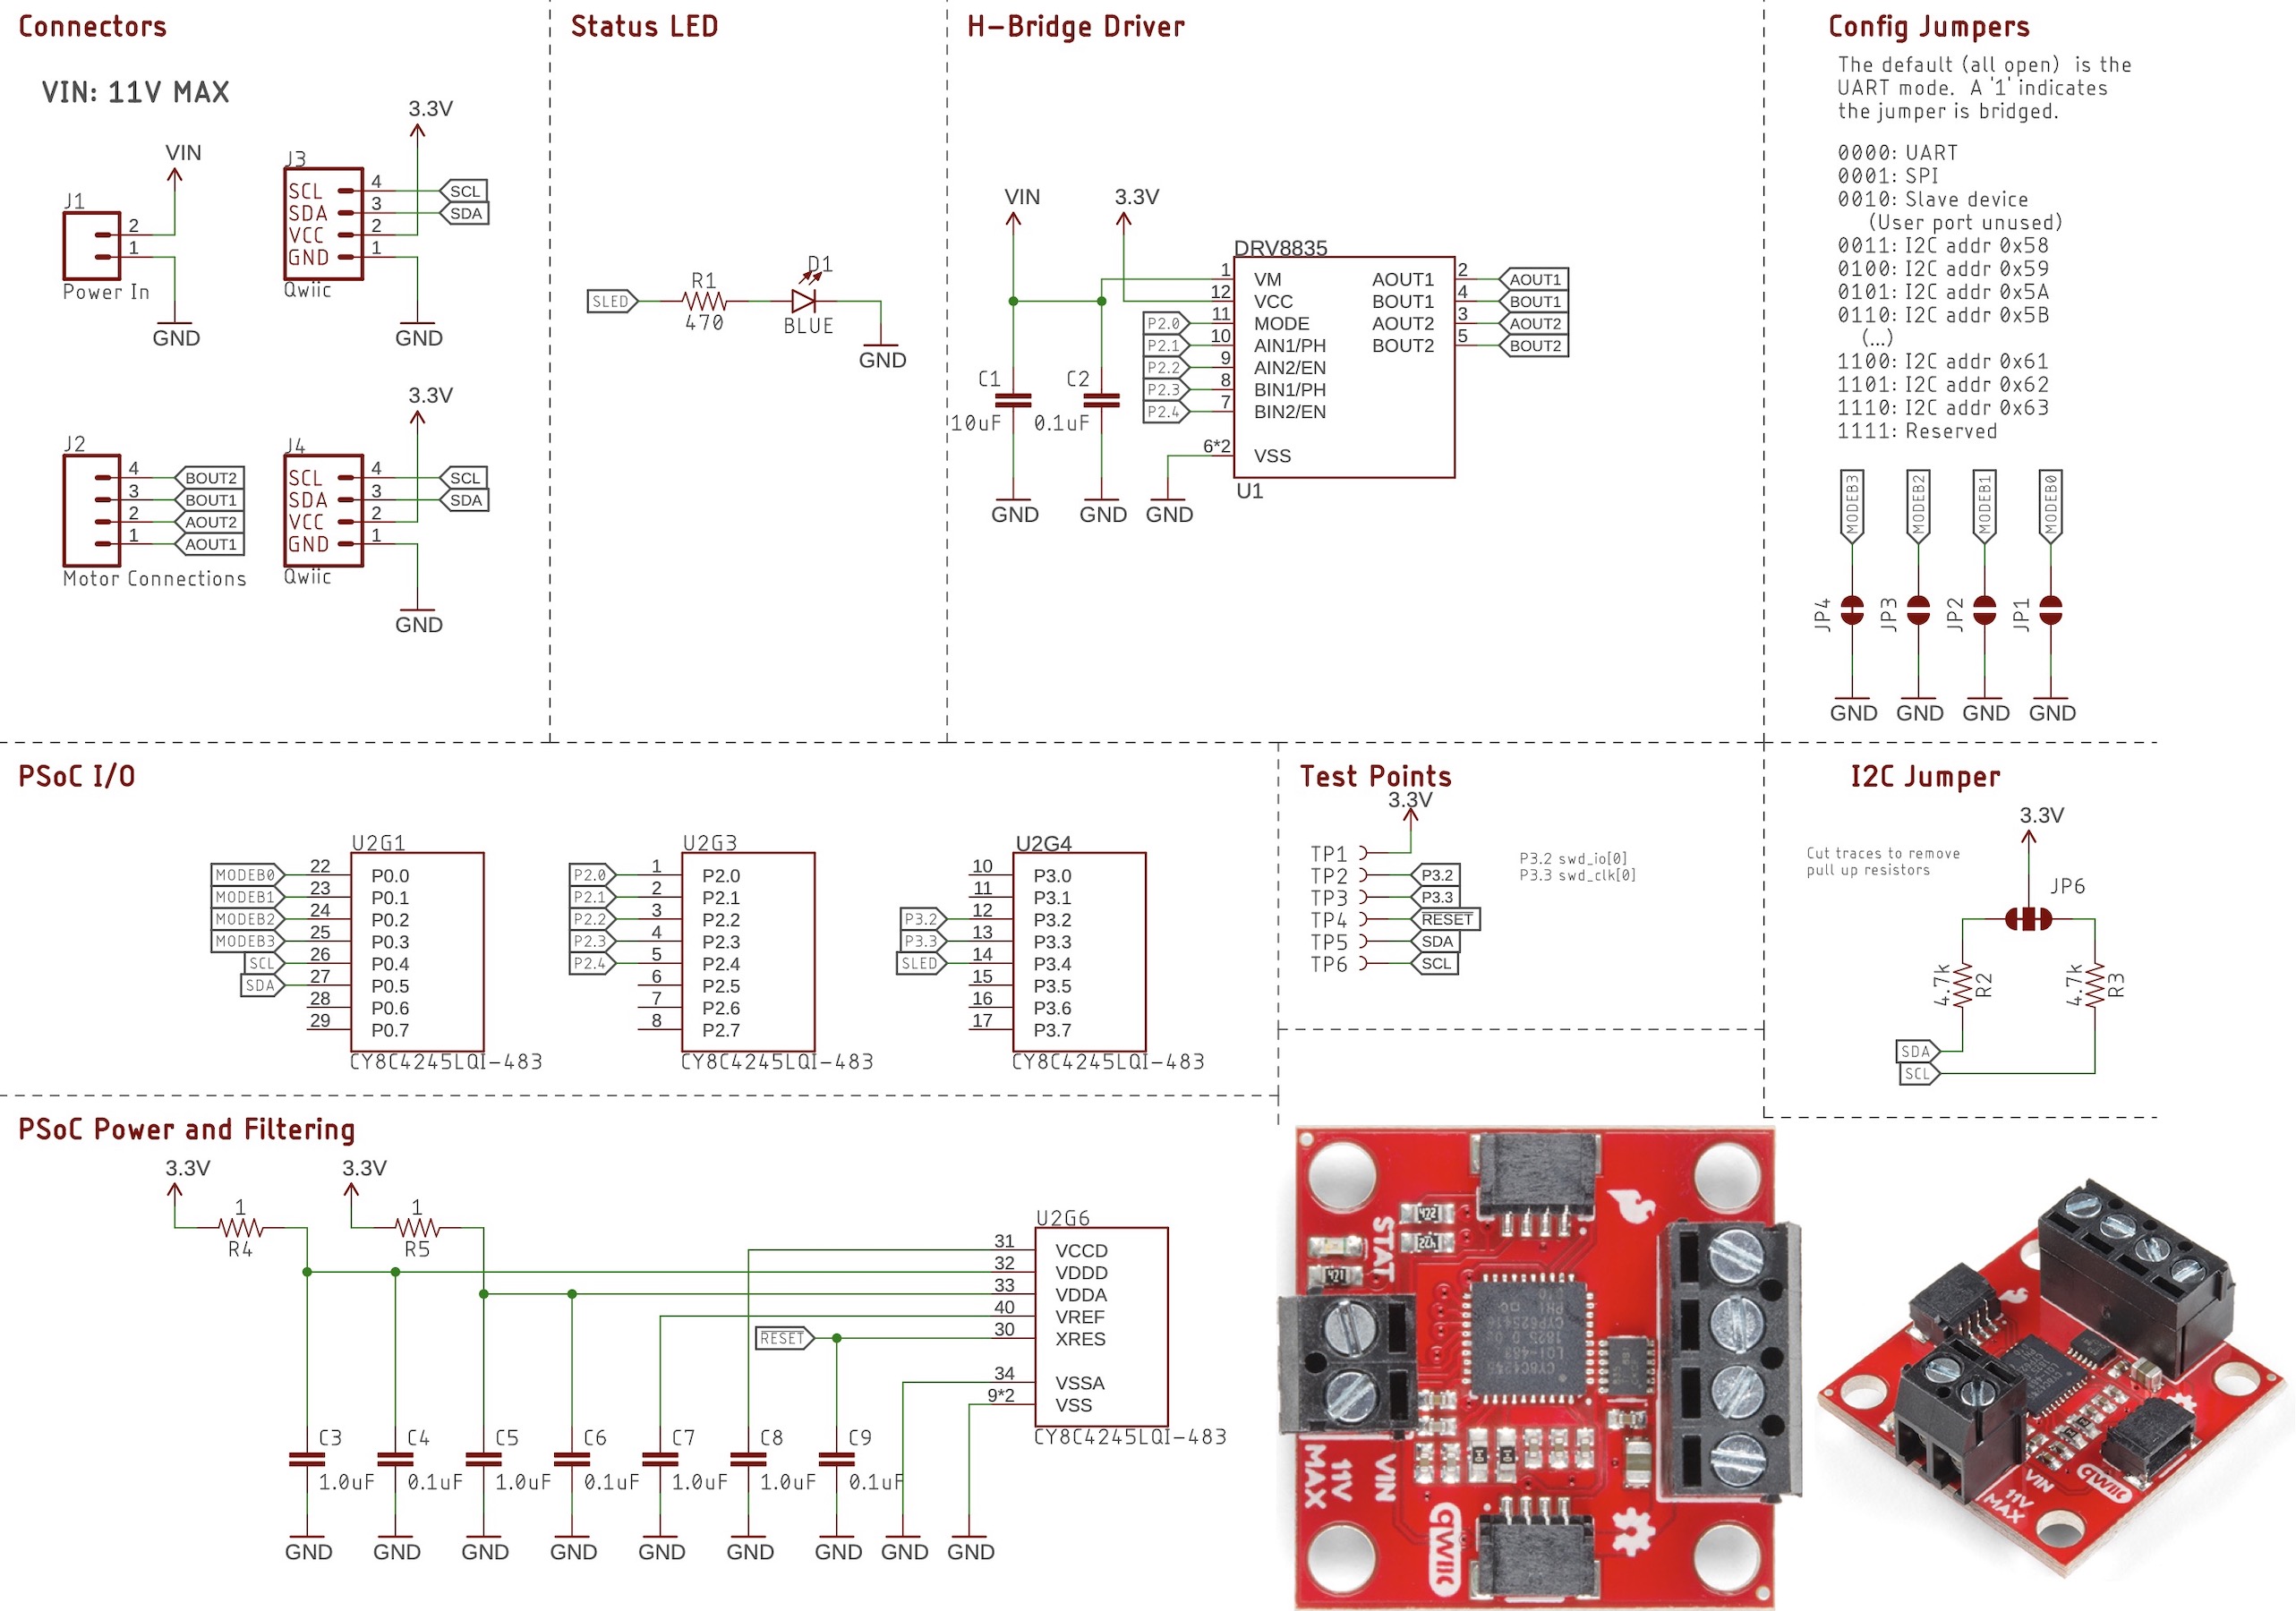 Connectors
VIN: 11V MAX
J1
VIN
2
1
Power In
GND
J3
3.3V
SCL 4 SCL
SDA 3 SDA
VCC 2
GND 1
Qwiic
GND
J2
4 BOUT2
3 BOUT1
2 AOUT2
1 AOUT1
Motor Connections
J4
3.3V
SCL 4 SCL
SDA 3 SDA
VCC 2
GND 1
Qwiic
GND
Status LED
SLED
R1
470
D1
BLUE
GND
H-Bridge Driver
VIN
3.3V
C1
10uF
C2
0.1uF
GND GND GND
DRV8835
1 VM AOUT1 2 AOUT1
12 VCC BOUT1 4 BOUT1
P2.0 11 MODE AOUT2 3 AOUT2
P2.1 10 AIN1/PH BOUT2 5 BOUT2
P2.2 9 AIN2/EN
P2.3 8 BIN1/PH
P2.4 7 BIN2/EN
6*2 VSS
U1
Config Jumpers
The default (all open) is the
UART mode. A '1' indicates
the jumper is bridged.
0000: UART
0001: SPI
0010: Slave device
(User port unused)
0011: I2C addr 0x58
0100: I2C addr 0x59
0101: I2C addr 0x5A
0110: I2C addr 0x5B
(...)
1100: I2C addr 0x61
1101: I2C addr 0x62
1110: I2C addr 0x63
1111: Reserved
MODEB3 MODEB2 MODEB1 MODEB0
JP4 JP3 JP2 JP1
GND GND GND GND
PSoC I/O
U2G1
MODEB0 22 P0.0
MODEB1 23 P0.1
MODEB2 24 P0.2
MODEB3 25 P0.3
SCL 26 P0.4
SDA 27 P0.5
28 P0.6
29 P0.7
CY8C4245LQI-483
U2G3
P2.0 1 P2.0
P2.1 2 P2.1
P2.2 3 P2.2
P2.3 4 P2.3
P2.4 5 P2.4
6 P2.5
7 P2.6
8 P2.7
CY8C4245LQI-483
U2G4
10 P3.0
11 P3.1
P3.2 12 P3.2
P3.3 13 P3.3
SLED 14 P3.4
15 P3.5
16 P3.6
17 P3.7
CY8C4245LQI-483
Test Points
3.3V
TP1
TP2 P3.2
TP3 P3.3
TP4 RESET
TP5 SDA
TP6 SCL
P3.2 swd_io[0]
P3.3 swd_clk[0]
I2C Jumper
3.3V
Cut traces to remove
pull up resistors
JP6
4.7k R2
4.7k R3
SDA
SCL
PSoC Power and Filtering
3.3V
1
R4
3.3V
1
R5
U2G6
31 VCCD
32 VDDD
33 VDDA
40 VREF
RESET 30 XRES
34 VSSA
9*2 VSS
CY8C4245LQI-483
C3 C4 C5 C6 C7 C8 C9
1.0uF 0.1uF 1.0uF 0.1uF 1.0uF 1.0uF 0.1uF
GND GND GND GND GND GND GND GND GND
STAT
472
472
471
CY8C4245
LQI-483
VIN
11V
MAX
qwiic
VIN
11V
MAX
qwiic